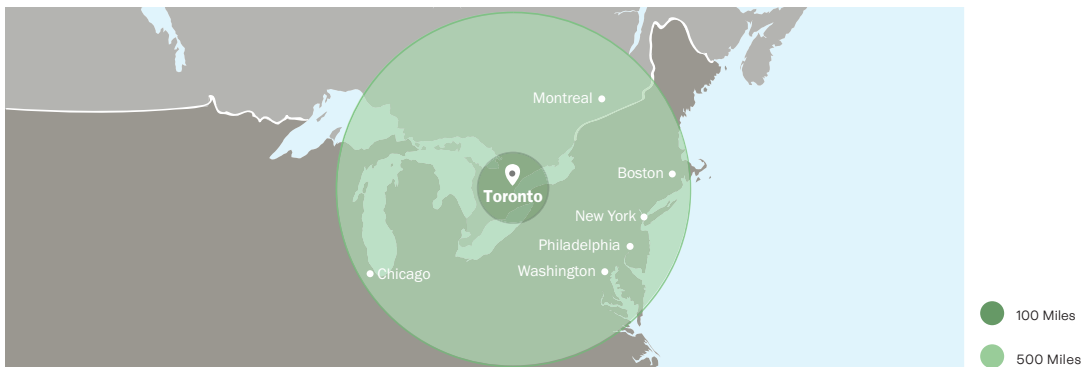 Montreal
Boston
Toronto
New York
Philadelphia
Washington
Chicago
100 Miles
500 Miles